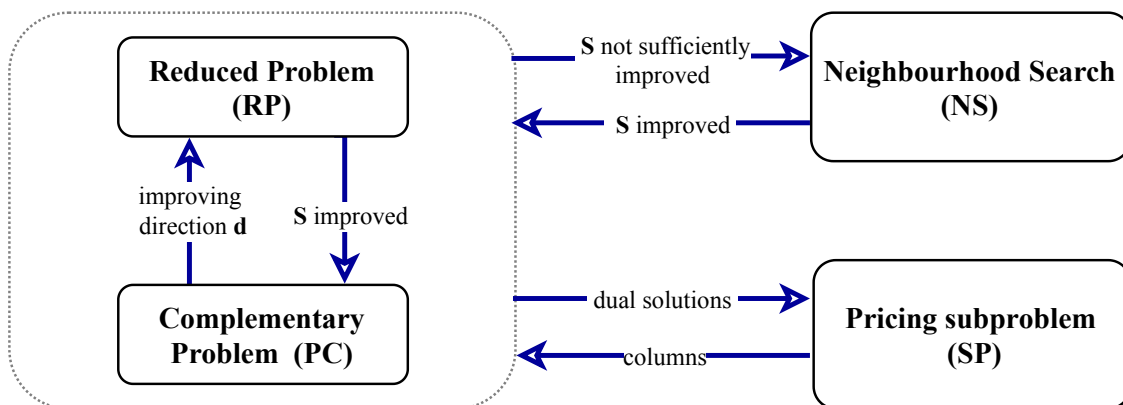 Reduced Problem
(RP)
S not sufficiently
improved
Neighbourhood Search
(NS)
S improved
improving
direction d
S improved
Complementary
Problem (PC)
dual solutions
columns
Pricing subproblem
(SP)